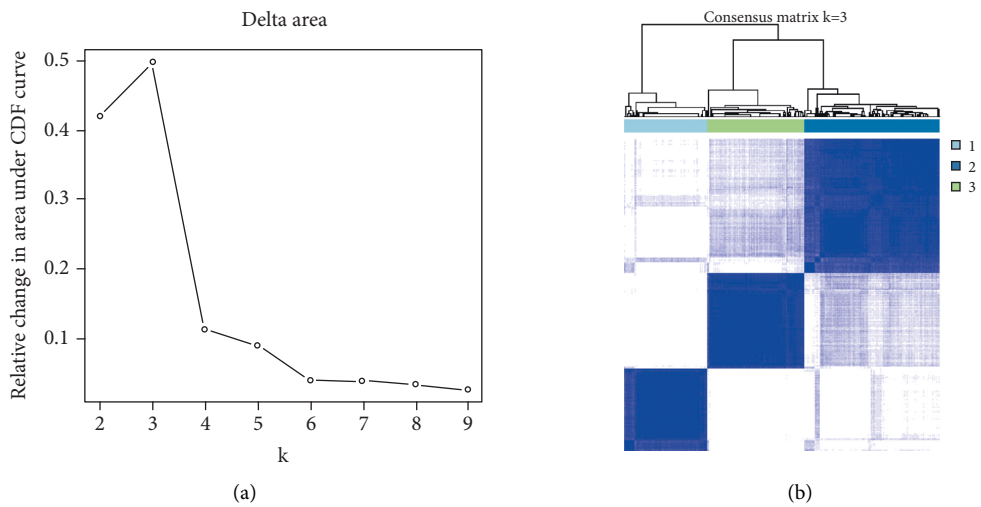 Delta area
Relative change in area under CDF curve
0.5
0.4
0.3
0.2
0.1
2 3 4 5 6 7 8 9
k
(a)
Consensus matrix k=3
1
2
3
(b)